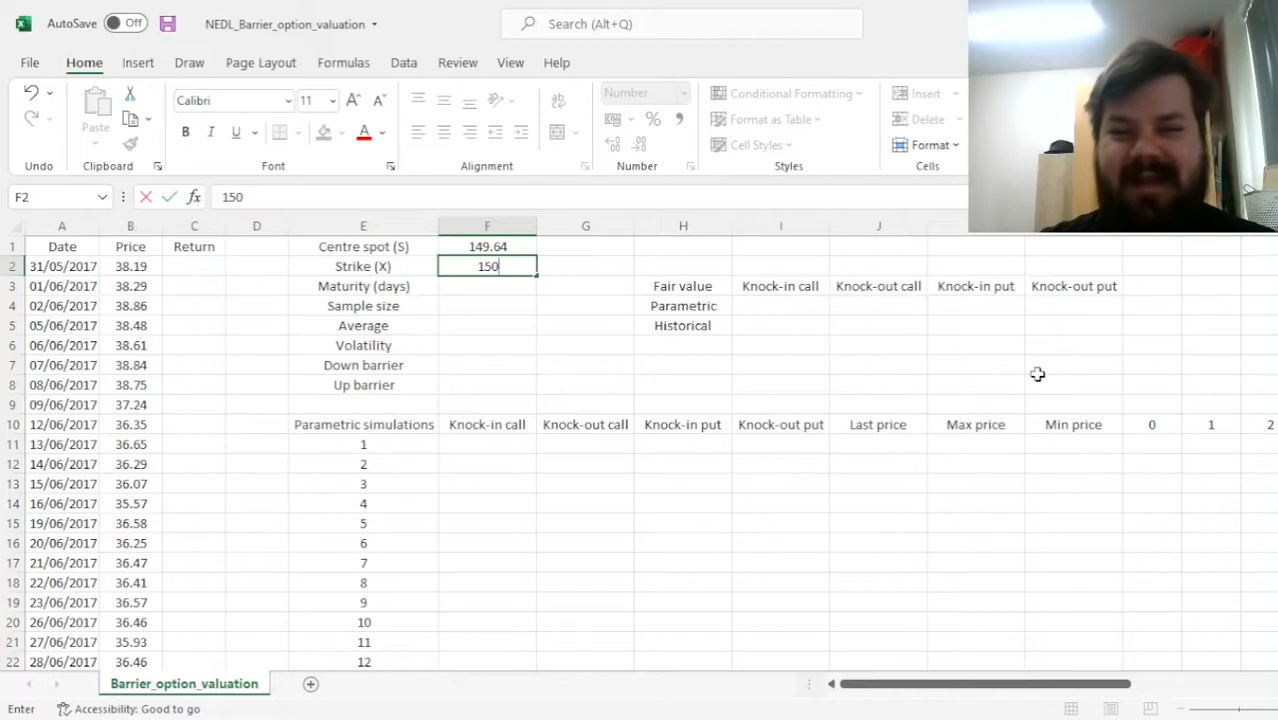 AutoSave Off NEDL_Barrier_option_valuation Search (Alt+Q)
File Home Insert Draw Page Layout Formulas Data Review View Help
Calibri 11 Number Conditional Formatting Insert
Paste Format as Table Delete
B I U A Cell Styles Format
Undo Clipboard Font Alignment Number Styles Cells
F2 fx 150
A B C D E F G H I J K L M N O
1 Date Price Return Centre spot (S) 149.64
2 31/05/2017 38.19 Strike (X) 150
3 01/06/2017 38.29 Maturity (days) Fair value Knock-in call Knock-out call Knock-in put Knock-out put
4 02/06/2017 38.86 Sample size Parametric
5 05/06/2017 38.48 Average Historical
6 06/06/2017 38.61 Volatility
7 07/06/2017 38.84 Down barrier
8 08/06/2017 38.75 Up barrier
9 09/06/2017 37.24
10 12/06/2017 36.35 Parametric simulations Knock-in call Knock-out call Knock-in put Knock-out put Last price Max price Min price 0 1 2
11 13/06/2017 36.65 1
12 14/06/2017 36.29 2
13 15/06/2017 36.07 3
14 16/06/2017 35.57 4
15 19/06/2017 36.58 5
16 20/06/2017 36.25 6
17 21/06/2017 36.47 7
18 22/06/2017 36.41 8
19 23/06/2017 36.57 9
20 26/06/2017 36.46 10
21 27/06/2017 35.93 11
22 28/06/2017 36.46 12
Barrier_option_valuation
Enter Accessibility: Good to go